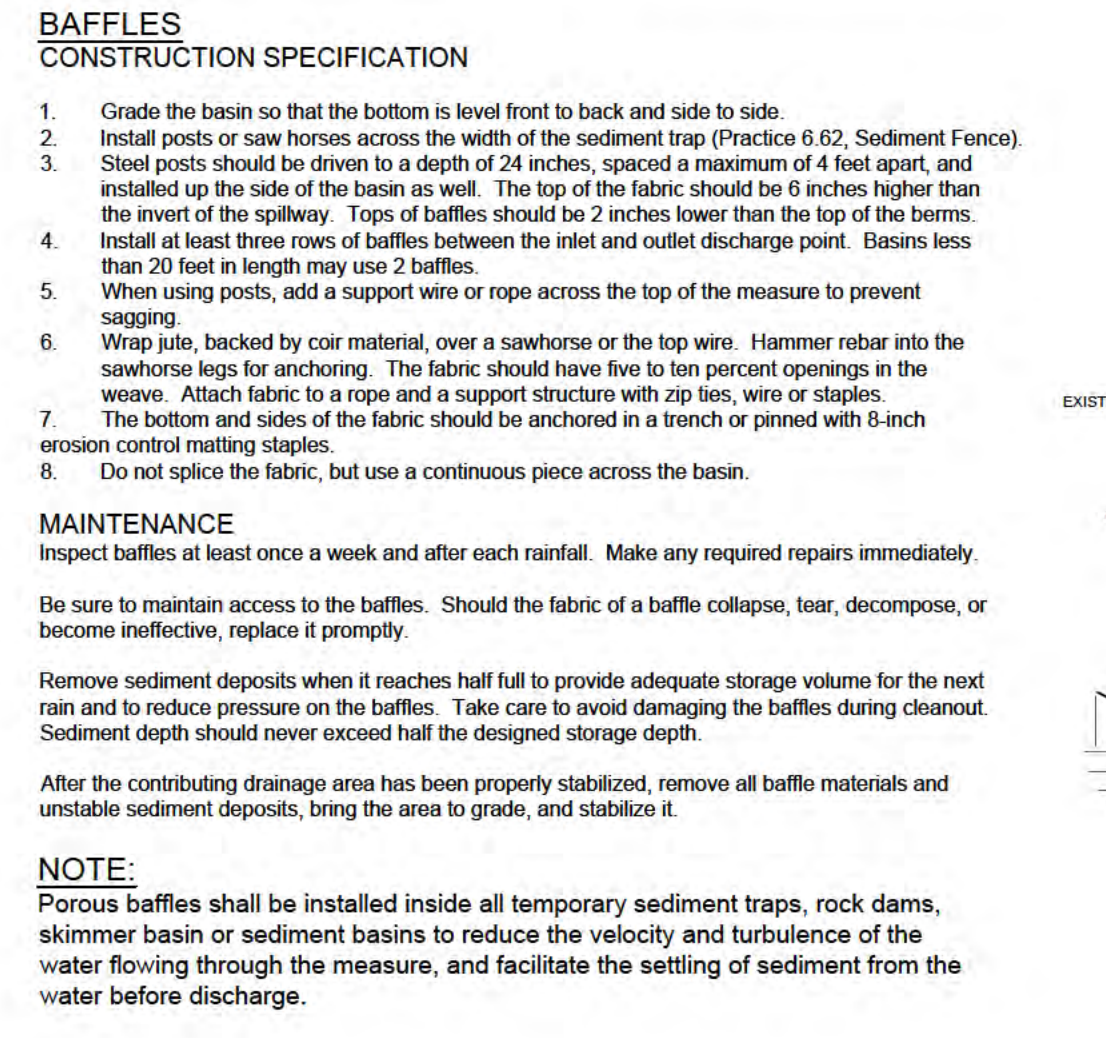 BAFFLES
CONSTRUCTION SPECIFICATION
1. Grade the basin so that the bottom is level front to back and side to side.
2. Install posts or saw horses across the width of the sediment trap (Practice 6.62, Sediment Fence).
3. Steel posts should be driven to a depth of 24 inches, spaced a maximum of 4 feet apart, and
installed up the side of the basin as well. The top of the fabric should be 6 inches higher than
the invert of the spillway. Tops of baffles should be 2 inches lower than the top of the berms.
4. Install at least three rows of baffles between the inlet and outlet discharge point. Basins less
than 20 feet in length may use 2 baffles.
5. When using posts, add a support wire or rope across the top of the measure to prevent
sagging.
6. Wrap jute, backed by coir material, over a sawhorse or the top wire. Hammer rebar into the
sawhorse legs for anchoring. The fabric should have five to ten percent openings in the
weave. Attach fabric to a rope and a support structure with zip ties, wire or staples.
EXIST
7. The bottom and sides of the fabric should be anchored in a trench or pinned with 8-inch
erosion control matting staples.
8. Do not splice the fabric, but use a continuous piece across the basin.
MAINTENANCE
Inspect baffles at least once a week and after each rainfall. Make any required repairs immediately.
Be sure to maintain access to the baffles. Should the fabric of a baffle collapse, tear, decompose, or
become ineffective, replace it promptly.
Remove sediment deposits when it reaches half full to provide adequate storage volume for the next
rain and to reduce pressure on the baffles. Take care to avoid damaging the baffles during cleanout.
Sediment depth should never exceed half the designed storage depth.
After the contributing drainage area has been properly stabilized, remove all baffle materials and
unstable sediment deposits, bring the area to grade, and stabilize it.
NOTE:
Porous baffles shall be installed inside all temporary sediment traps, rock dams,
skimmer basin or sediment basins to reduce the velocity and turbulence of the
water flowing through the measure, and facilitate the settling of sediment from the
water before discharge.